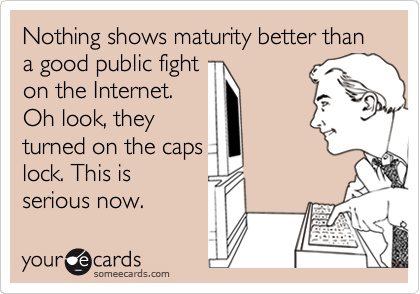 Nothing shows maturity better than
a good public fight
on the Internet.
Oh look, they
turned on the caps
lock. This is
serious now.
your e cards
someecards.com